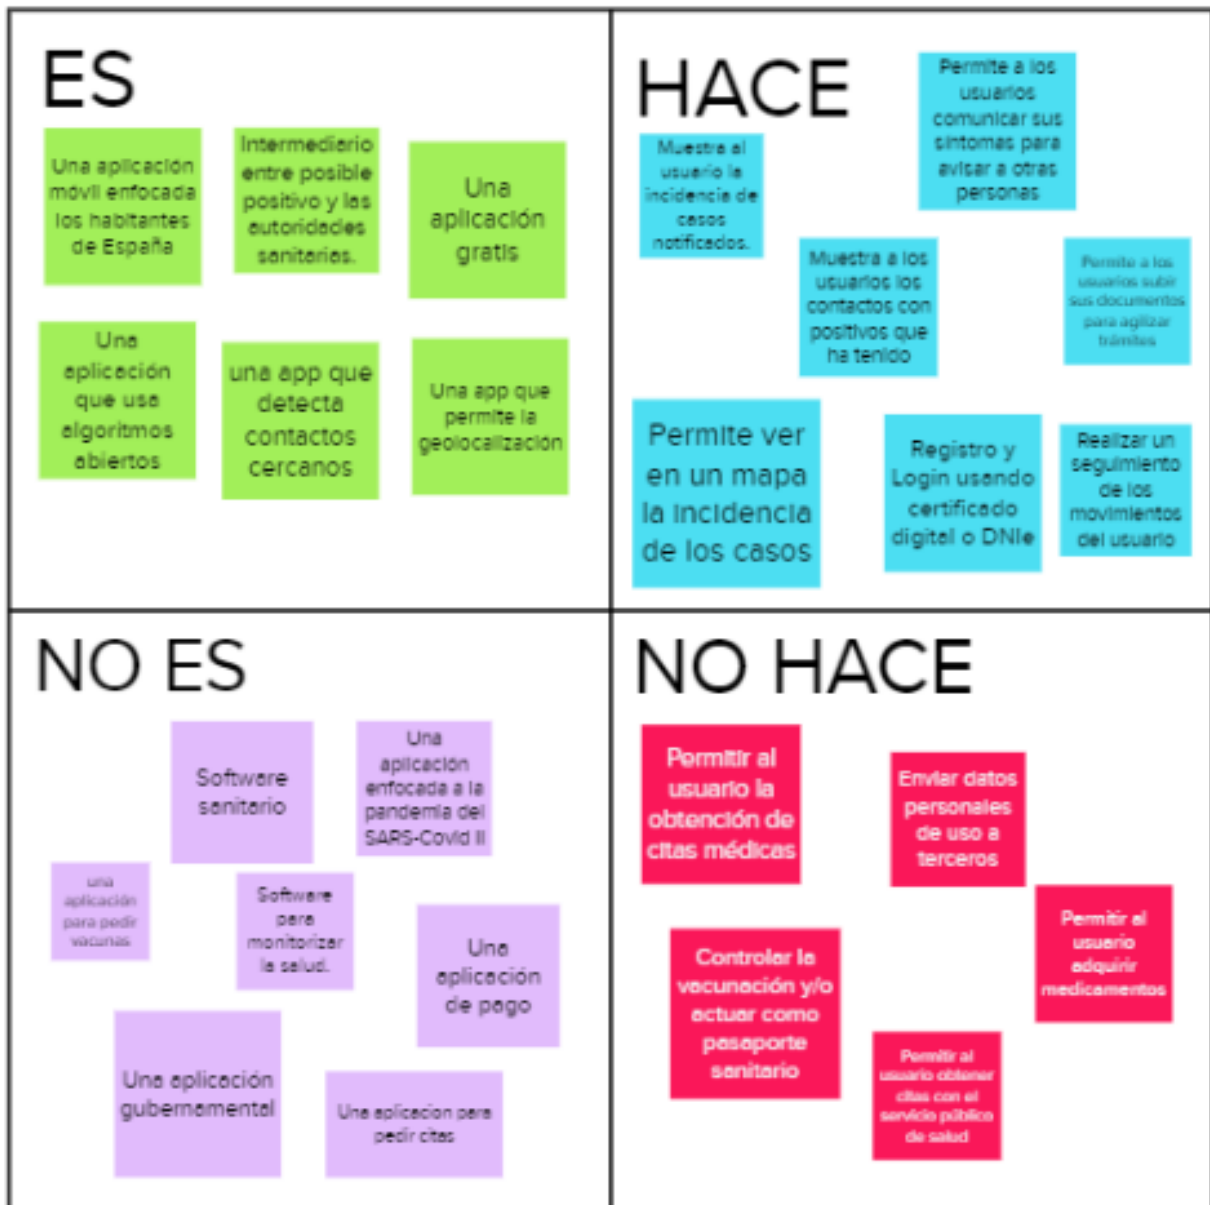 ES
Una aplicación
móvil enfocada
los habitantes
de España
Intermediario
entre posible
positivo y las
autoridades
sanitarias.
Una
aplicación
gratis
Una
aplicación
que usa
algoritmos
abiertos
una app que
detecta
contactos
cercanos
Una app que
permite la
geolocalización
HACE
Muestra al
usuario la
incidencia de
casos
notificados.
Permite a los
usuarios
comunicar sus
síntomas para
avisar a otras
personas
Muestra a los
usuarios los
contactos con
positivos que
ha tenido
Permite a los
usuarios subir
sus documentos
para agilizar
trámites
Permite ver
en un mapa
la incidencia
de los casos
Registro y
Login usando
certificado
digital o DNIe
Realizar un
seguimiento
de los
movimientos
del usuario
NO ES
Software
sanitario
Una
aplicación
enfocada a la
pandemia del
SARS-Covid II
una
aplicación
para pedir
vacunas
Software
para
monitorizar
la salud.
Una
aplicación
de pago
Una aplicación
gubernamental
Una aplicacion para
pedir citas
NO HACE
Permitir al
usuario la
obtención de
citas médicas
Enviar datos
personales
de uso a
terceros
Permitir al
usuario
adquirir
medicamentos
Controlar la
vacunación y/o
actuar como
pasaporte
sanitario
Permitir al
usuario obtener
citas con el
servicio público
de salud